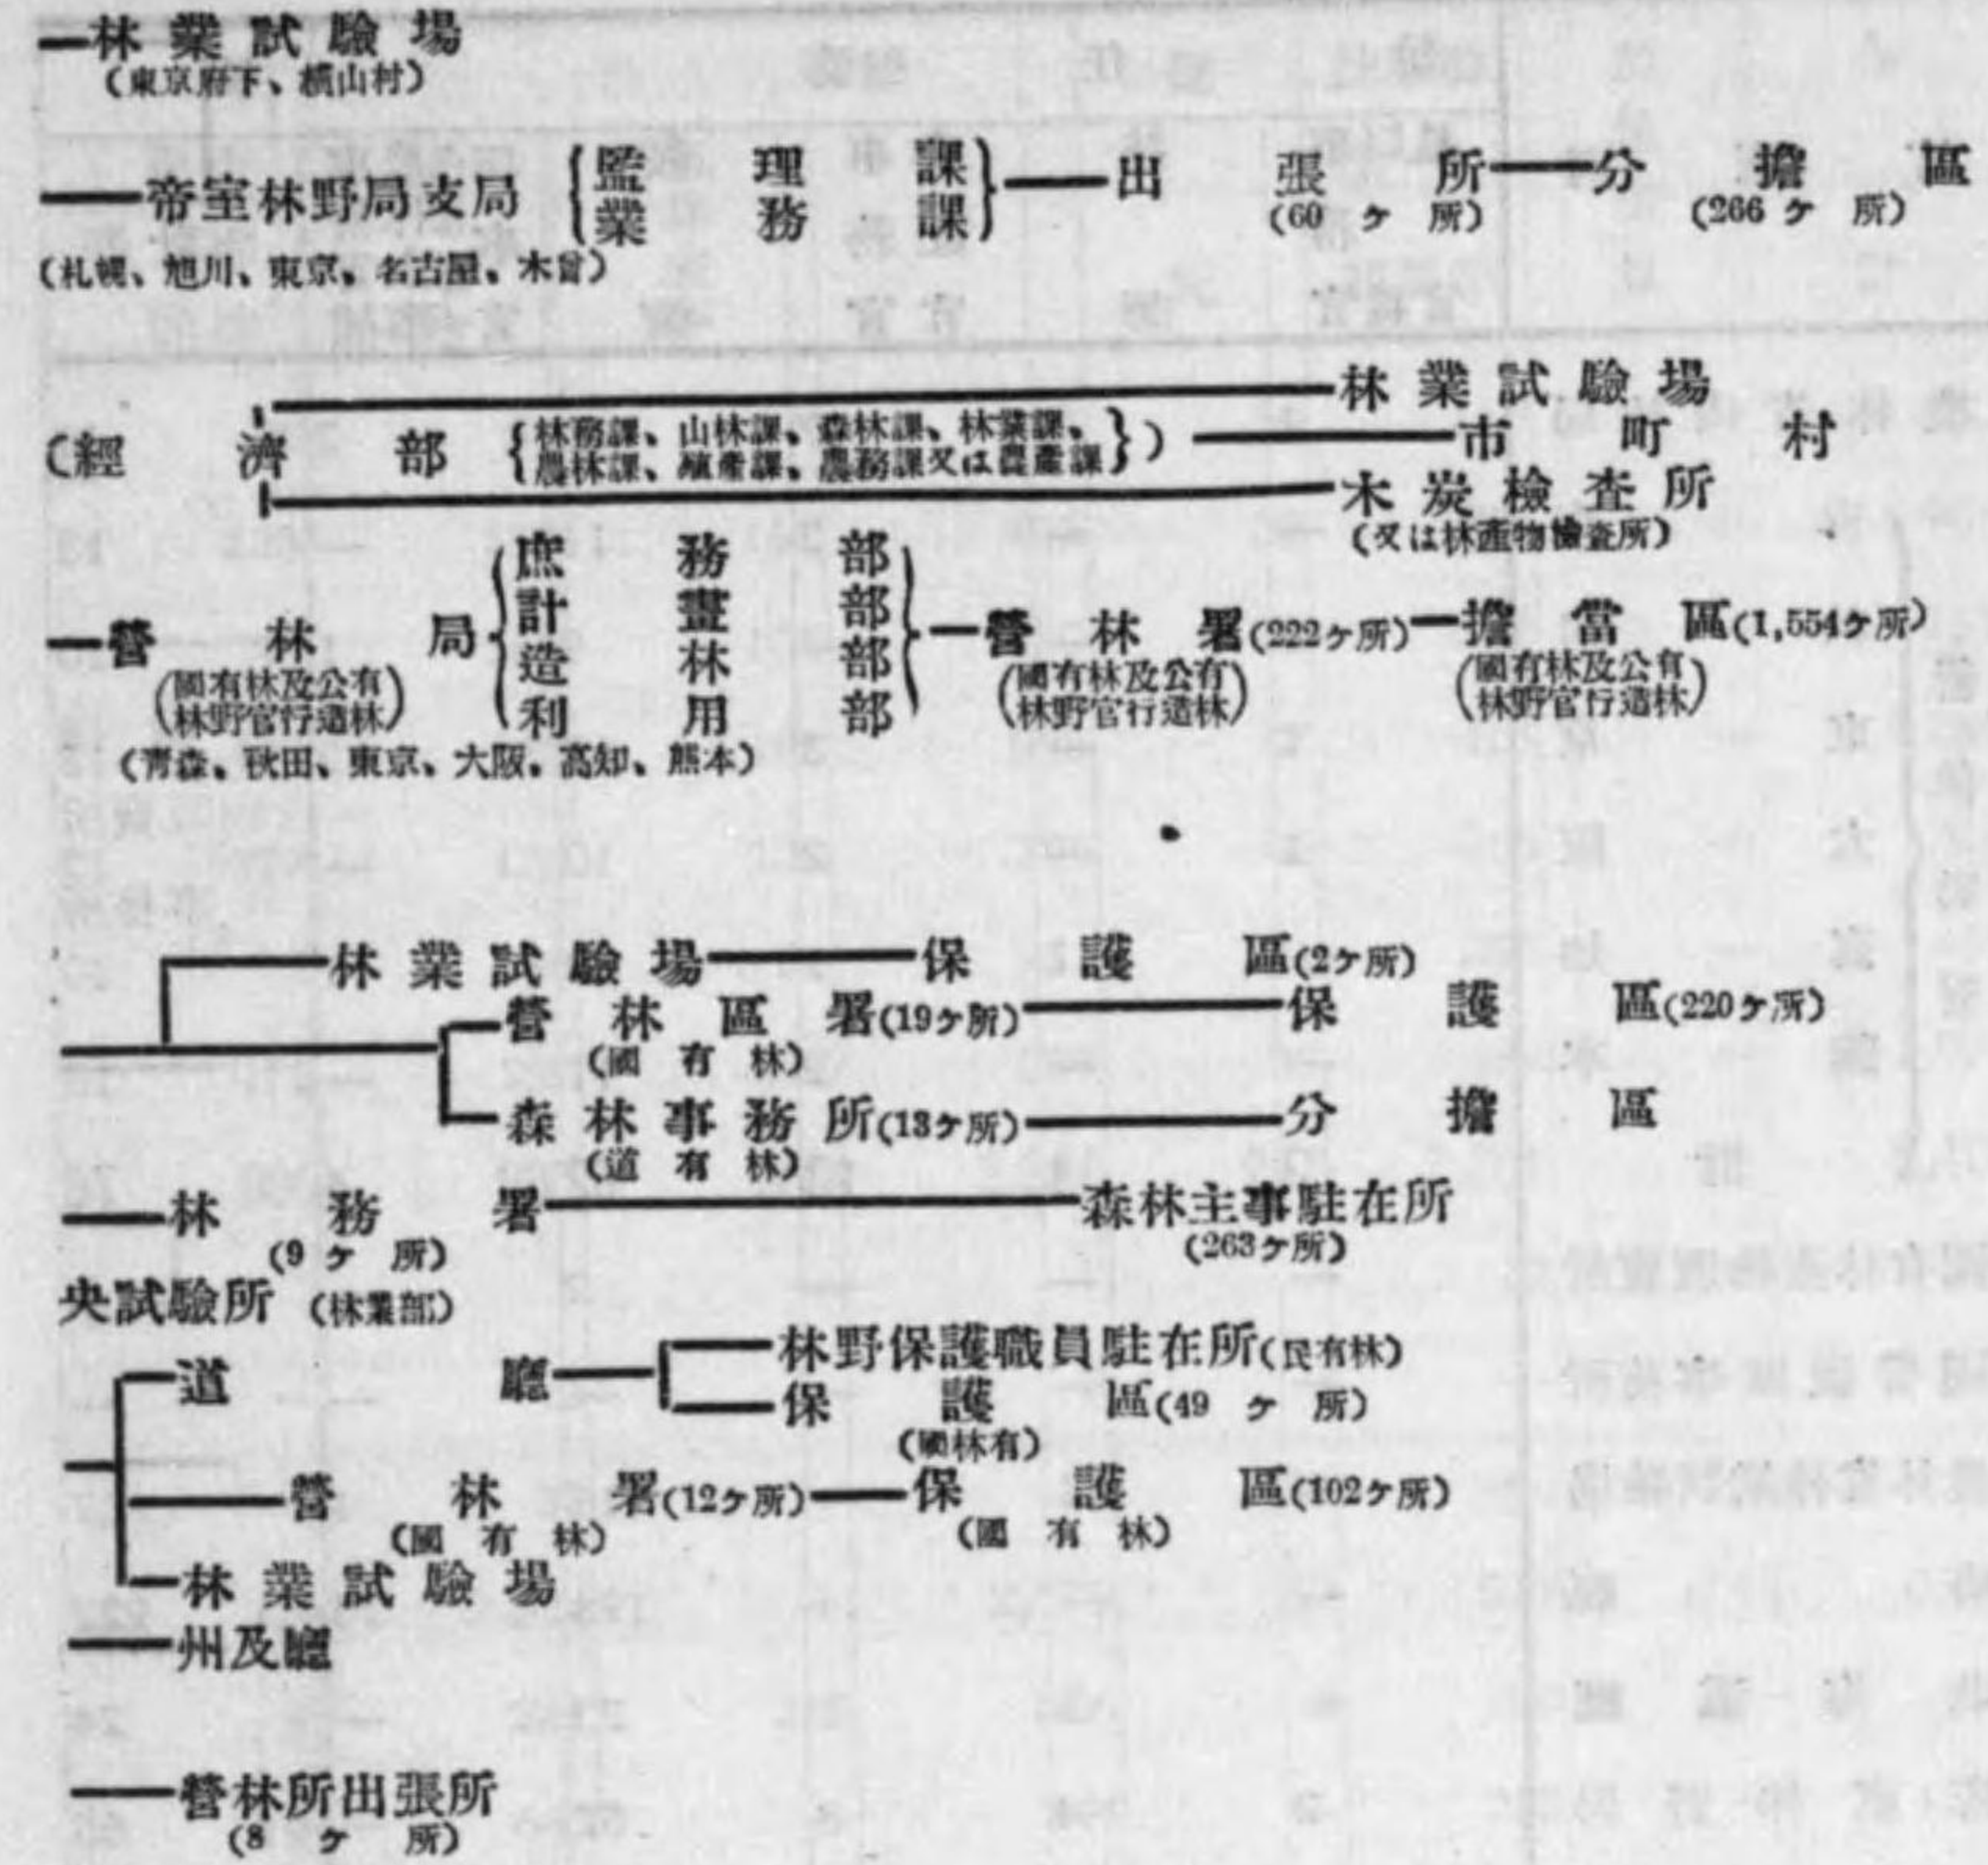 林業試驗場
(東京府下、横山村)
帝室林野局支局 {監理課 業務課} 出張所 分擔區
(60ヶ所) (266ヶ所)
(札幌、旭川、東京、名古屋、木曾)
林業試驗場
(經濟部 {林務課、山林課、森林課、林業課、
農林課、殖産課、農務課又は農産課}) 市町村
木炭檢査所
(又は林産物檢査所)
庶務部
計畫部
造林部
利用部
營林局 營林署(222ヶ所) 擔當區(1,554ヶ所)
(國有林及公有林野官行造林) (國有林及公有林野官行造林) (國有林及公有林野官行造林)
(青森、秋田、東京、大阪、高知、熊本)
林業試驗場 保護區(2ヶ所)
營林區署(19ヶ所) 保護區(220ヶ所)
(國有林)
森林事務所(13ヶ所) 分擔區
(道有林)
林務署 森林主事駐在所
(9ヶ所) (263ヶ所)
央試驗所 (林業部)
林野保護職員駐在所(民有林)
道廳
保護區(49ヶ所)
(國林有)
營林署(12ヶ所) 保護區(102ヶ所)
(國有林) (國有林)
林業試驗場
州及廳
營林所出張所
(8ヶ所)